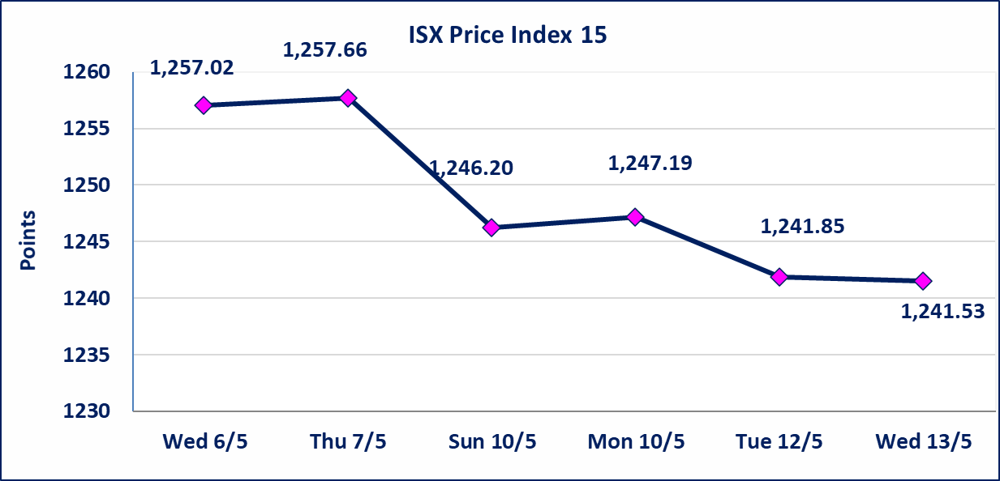 ISX Price Index 15
1,257.02
1,257.66
1,246.20
1,247.19
1,241.85
1,241.53
1260
1255
1250
1245
1240
1235
1230
Points
Wed 6/5
Thu 7/5
Sun 10/5
Mon 10/5
Tue 12/5
Wed 13/5